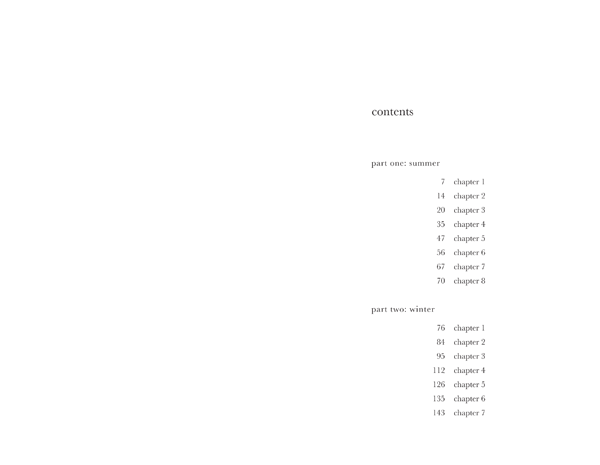 contents
part one: summer
7 chapter 1
14 chapter 2
20 chapter 3
35 chapter 4
47 chapter 5
56 chapter 6
67 chapter 7
70 chapter 8
part two: winter
76 chapter 1
84 chapter 2
95 chapter 3
112 chapter 4
126 chapter 5
135 chapter 6
143 chapter 7